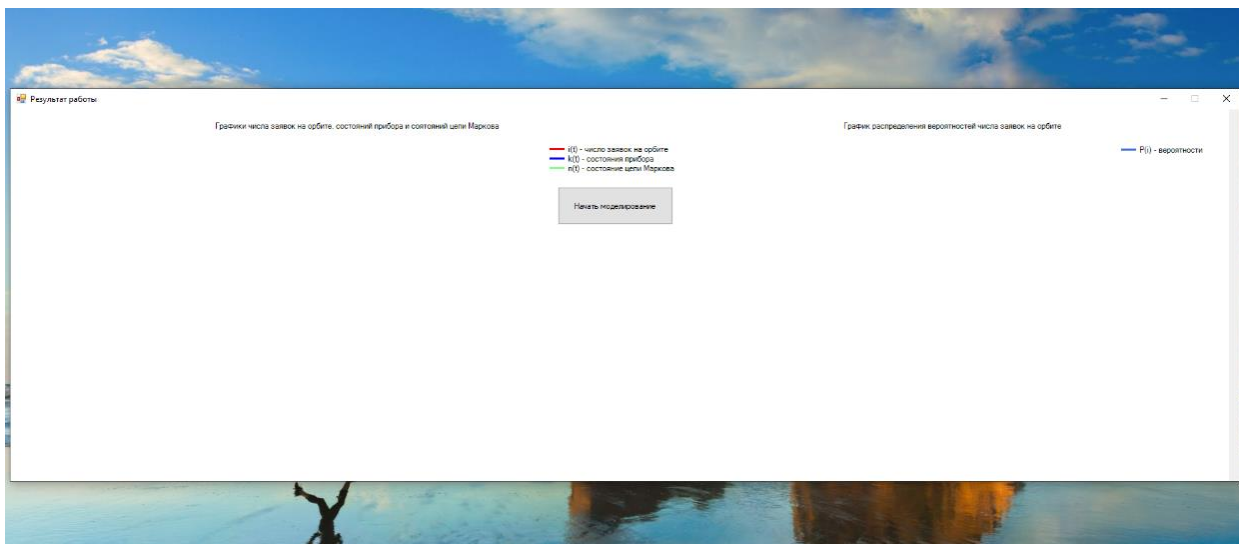 Результат работы
Графики числа заявок на орбите, состояний прибора и соятояний цепи Маркова
График распределения вероятностей числа заявок на орбите
i(t) - число заявок на орбите
k(t) - состояния прибора
n(t) - состояние цепи Маркова
P(i) - вероятности
Начать моделирование